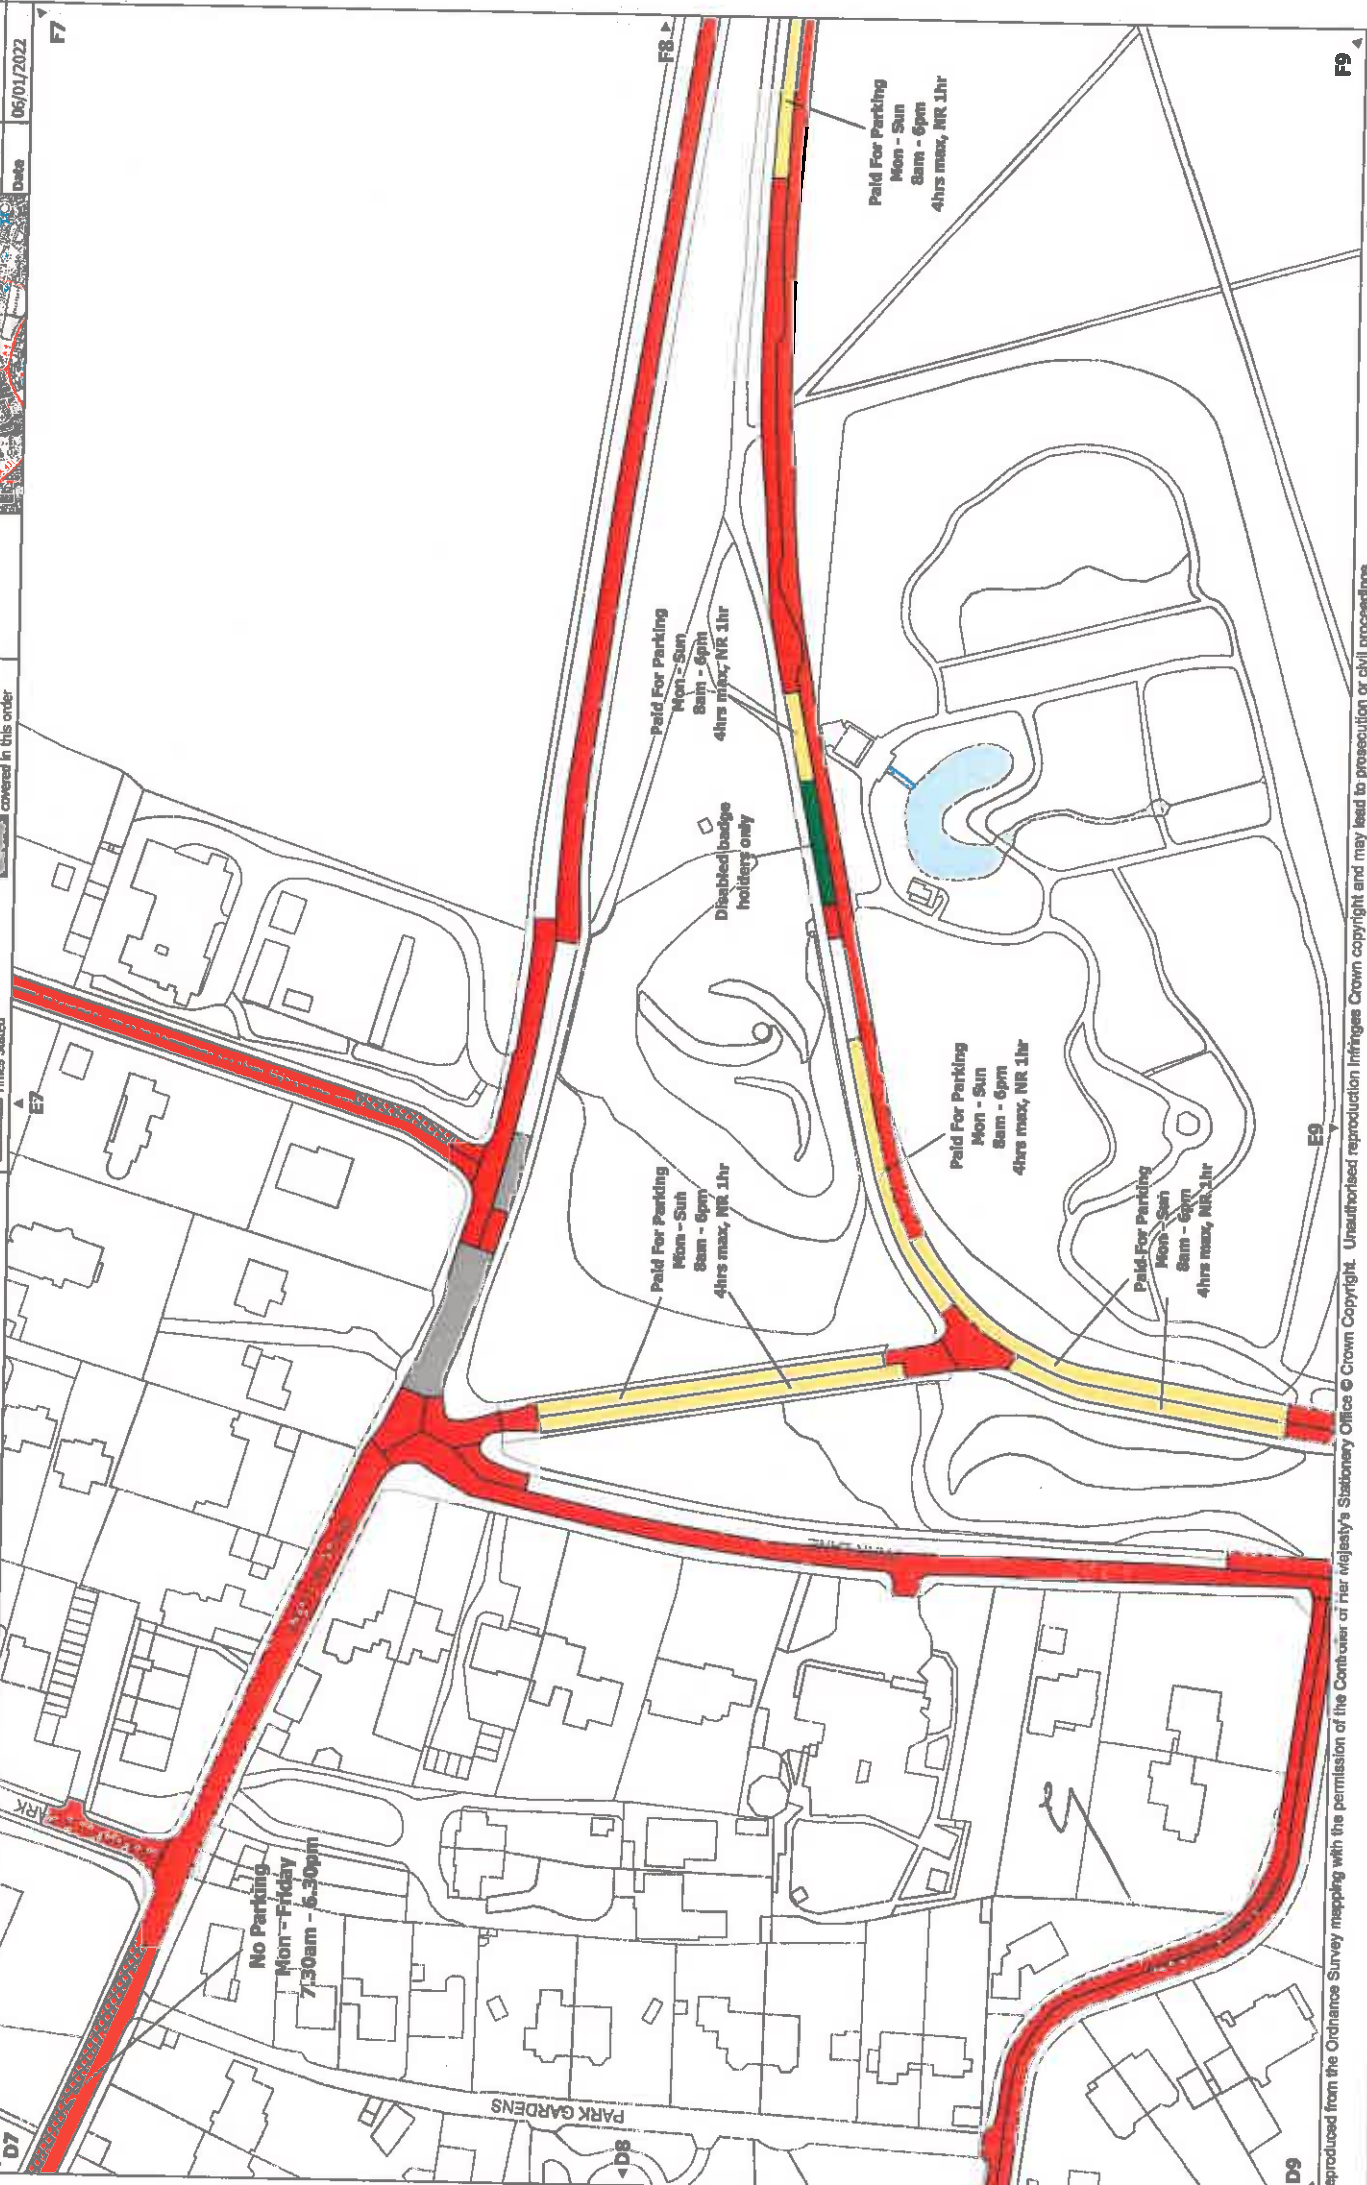 covered in this order
Date
06/01/2022
F7
F8
F9
E7
E9
D7
D8
D9
Paid For Parking
Mon - Sun
8am - 6pm
4hrs max, NR 1hr
Paid For Parking
Mon - Sun
8am - 6pm
4hrs max, NR 1hr
Disabled badge
holders only
Paid For Parking
Mon - Sun
8am - 6pm
4hrs max, NR 1hr
Paid For Parking
Mon - Sun
8am - 6pm
4hrs max, NR 1hr
Paid For Parking
Mon - Sun
8am - 6pm
4hrs max, NR 1hr
No Parking
Mon - Friday
7.30am - 6.30pm
PARK
PARK GARDENS
eproduced from the Ordnance Survey mapping with the permission of the Controller of Her Majesty's Stationery Office © Crown Copyright. Unauthorised reproduction infringes Crown copyright and may lead to prosecution or civil proceedings